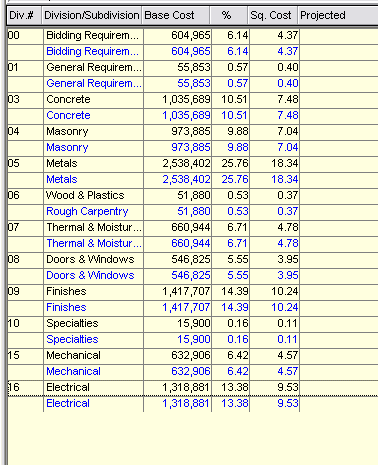 Div.# Division/Subdivision Base Cost % Sq. Cost Projected
00 Bidding Requirem... 604,965 6.14 4.37
Bidding Requirem... 604,965 6.14 4.37
01 General Requirem... 55,853 0.57 0.40
General Requirem... 55,853 0.57 0.40
03 Concrete 1,035,689 10.51 7.48
Concrete 1,035,689 10.51 7.48
04 Masonry 973,885 9.88 7.04
Masonry 973,885 9.88 7.04
05 Metals 2,538,402 25.76 18.34
Metals 2,538,402 25.76 18.34
06 Wood & Plastics 51,880 0.53 0.37
Rough Carpentry 51,880 0.53 0.37
07 Thermal & Moistur... 660,944 6.71 4.78
Thermal & Moistur... 660,944 6.71 4.78
08 Doors & Windows 546,825 5.55 3.95
Doors & Windows 546,825 5.55 3.95
09 Finishes 1,417,707 14.39 10.24
Finishes 1,417,707 14.39 10.24
10 Specialties 15,900 0.16 0.11
Specialties 15,900 0.16 0.11
15 Mechanical 632,906 6.42 4.57
Mechanical 632,906 6.42 4.57
16 Electrical 1,318,881 13.38 9.53
Electrical 1,318,881 13.38 9.53